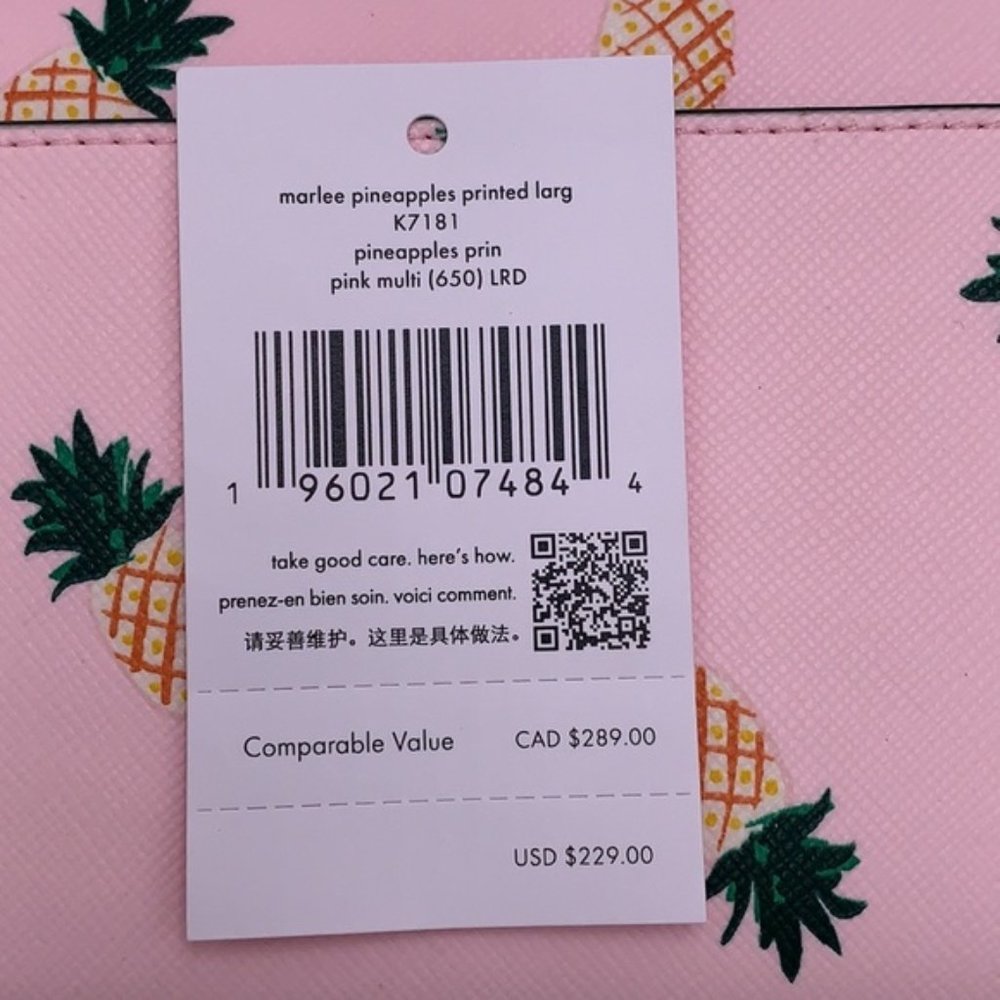 marlee pineapples printed larg
K7181
pineapples prin
pink multi (650) LRD
1 96021 07484 4
take good care. here's how.
prenez-en bien soin. voici comment.
请妥善维护。这里是具体做法。
Comparable Value CAD $289.00
USD $229.00